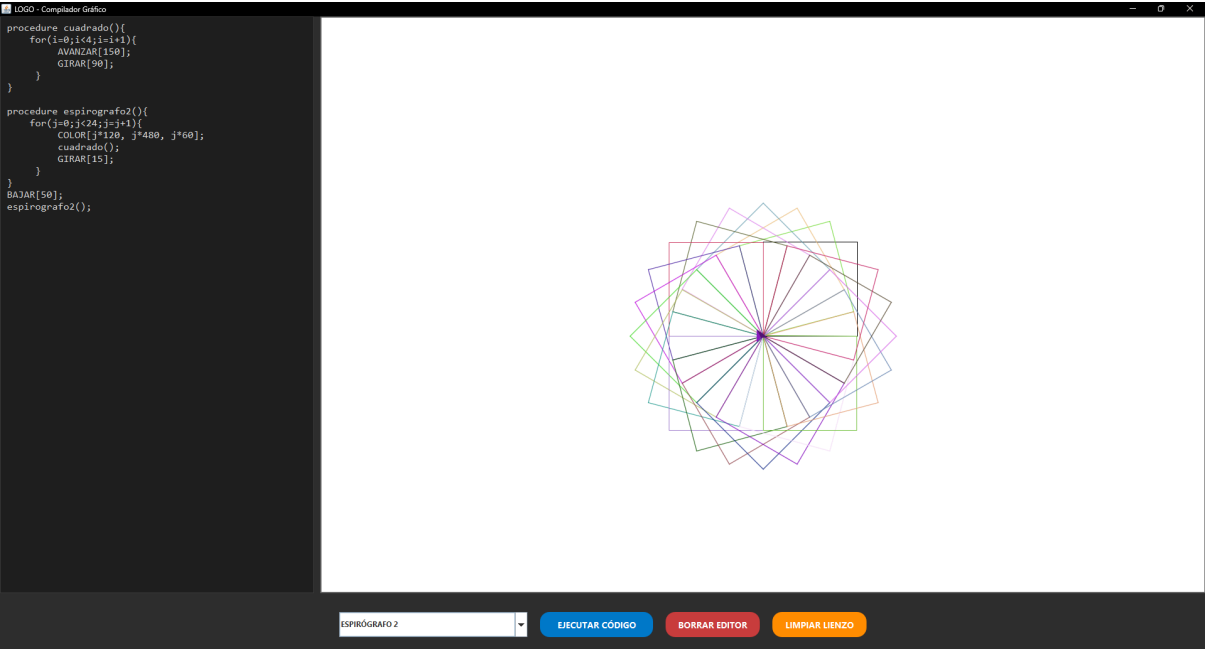 LOGO - Compilador Gráfico
procedure cuadrado(){
for(i=0;i<4;i=i+1){
AVANZAR[150];
GIRAR[90];
}
}
procedure espirografo2(){
for(j=0;j<24;j=j+1){
COLOR[j*120, j*480, j*60];
cuadrado();
GIRAR[15];
}
}
BAJAR[50];
espirografo2();
ESPIRÓGRAFO 2
EJECUTAR CÓDIGO
BORRAR EDITOR
LIMPIAR LIENZO